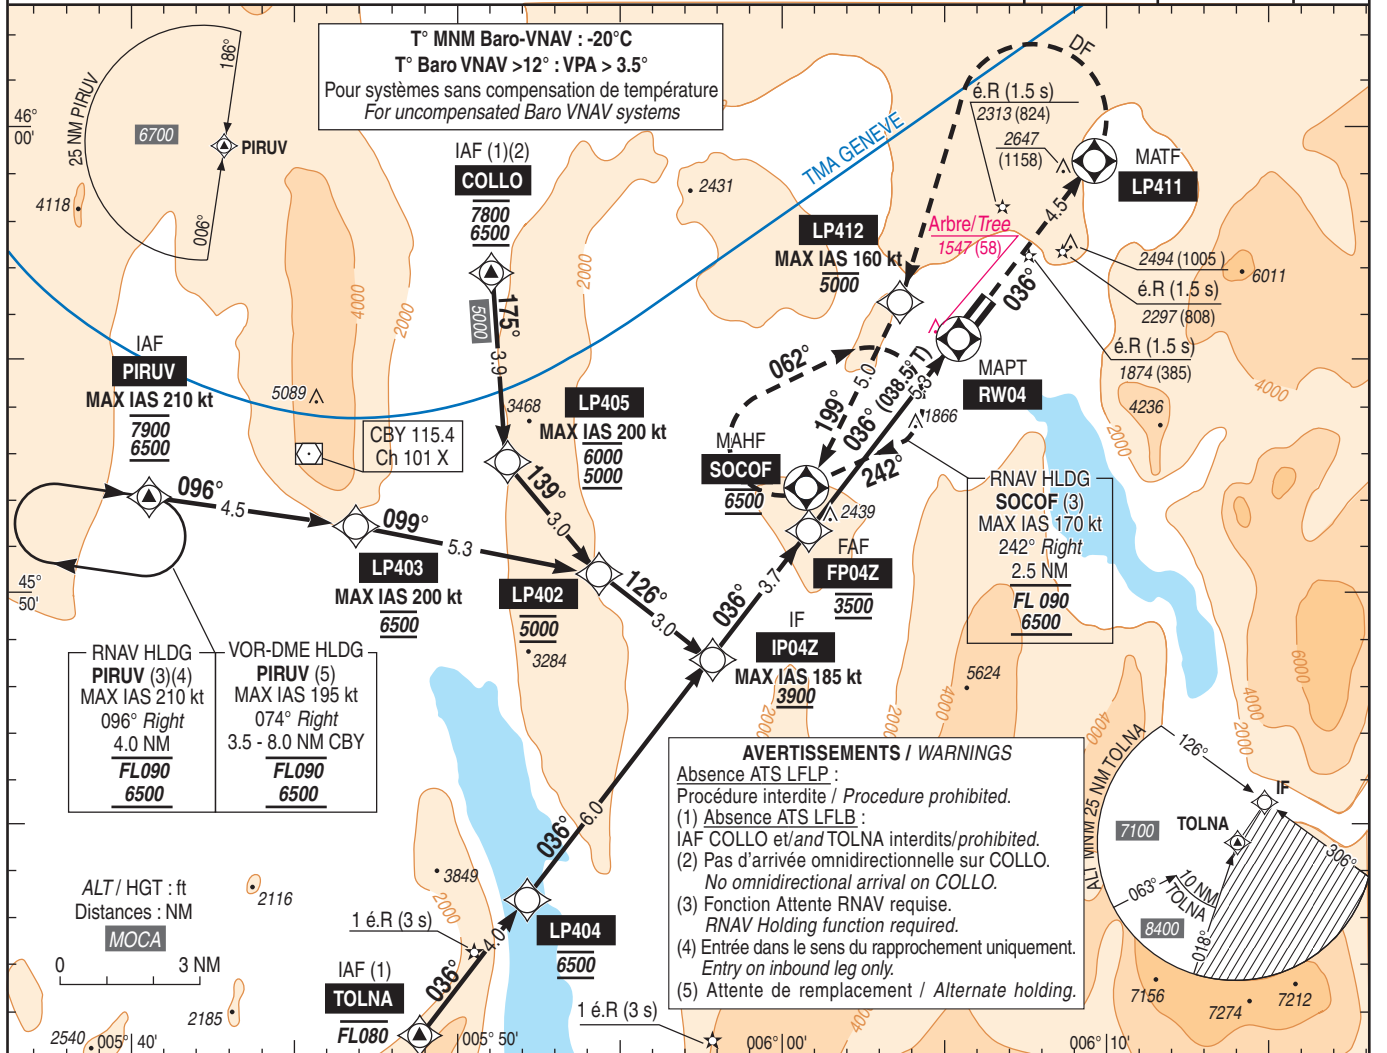 T° MNM Baro-VNAV : -20°C
T° Baro VNAV >12° : VPA > 3.5°
Pour systèmes sans compensation de température
For uncompensated Baro VNAV systems
46°
00'
25 NM PIRUV
186°
6700
PIRUV
006°
4118
IAF (1)(2)
COLLO
7800
6500
2431
TMA GENEVE
DF
é.R (1.5 s)
2313 (824)
2647
(1158)
MATF
LP411
4.5
LP412
MAX IAS 160 kt
5000
Arbre/Tree
1547 (58)
036°
2494 (1005)
é.R (1.5 s)
2297 (808)
6011
é.R (1.5 s)
1874 (385)
4000
2000
2000
5000
175°
3.9
IAF
PIRUV
MAX IAS 210 kt
7900
6500
5089
CBY 115.4
Ch 101 X
3468
LP405
MAX IAS 200 kt
6000
5000
062°
5.0
199°
036° (038.5° T)
5.3
MAPT
RW04
1866
242°
4000
2000
4236
MAHF
SOCOF
6500
2439
RNAV HLDG
SOCOF (3)
MAX IAS 170 kt
242° Right
2.5 NM
FL 090
6500
096°
4.5
099°
5.3
139°
3.0
LP403
MAX IAS 200 kt
6500
LP402
5000
3284
126°
3.0
036°
3.7
FAF
FP04Z
3500
IF
IP04Z
MAX IAS 185 kt
3900
45°
50'
RNAV HLDG
PIRUV (3)(4)
MAX IAS 210 kt
096° Right
4.0 NM
FL090
6500
VOR-DME HLDG
PIRUV (5)
MAX IAS 195 kt
074° Right
3.5 - 8.0 NM CBY
FL090
6500
5624
2000
2000
4000
4000
4000
2000
6000
AVERTISSEMENTS / WARNINGS
Absence ATS LFLP :
Procédure interdite / Procedure prohibited.
(1) Absence ATS LFLB :
IAF COLLO et/and TOLNA interdits/prohibited.
(2) Pas d'arrivée omnidirectionnelle sur COLLO.
No omnidirectional arrival on COLLO.
(3) Fonction Attente RNAV requise.
RNAV Holding function required.
(4) Entrée dans le sens du rapprochement uniquement.
Entry on inbound leg only.
(5) Attente de remplacement / Alternate holding.
ALT MNM 25 NM TOLNA
126°
IF
TOLNA
7100
306°
063°
10 NM
TOLNA
8400
018°
7156
7274
7212
4000
036°
6.0
3849
2000
2116
ALT / HGT : ft
Distances : NM
MOCA
0 3 NM
1 é.R (3 s)
4.0
036°
LP404
6500
IAF (1)
TOLNA
FL080
2185
2540
1 é.R (3 s)
005° 40'
005° 50'
006° 00'
006° 10'